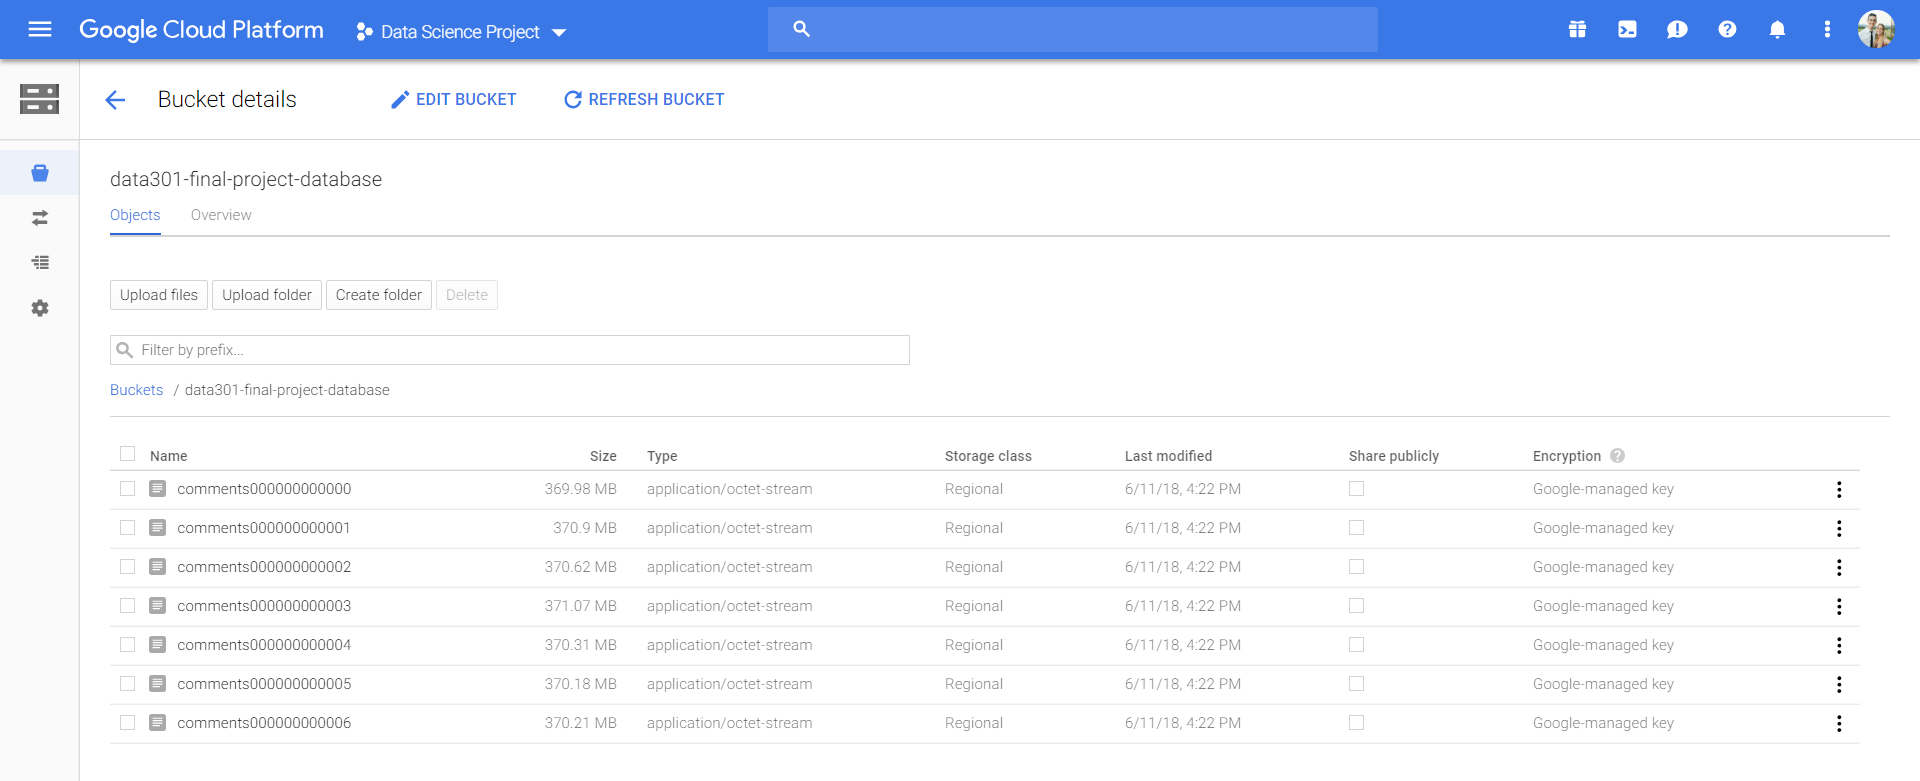 Google Cloud Platform Data Science Project
Bucket details EDIT BUCKET REFRESH BUCKET
data301-final-project-database
Objects Overview
Upload files Upload folder Create folder Delete
Filter by prefix...
Buckets / data301-final-project-database
Name Size Type Storage class Last modified Share publicly Encryption ?
comments000000000000 369.98 MB application/octet-stream Regional 6/11/18, 4:22 PM Google-managed key
comments000000000001 370.9 MB application/octet-stream Regional 6/11/18, 4:22 PM Google-managed key
comments000000000002 370.62 MB application/octet-stream Regional 6/11/18, 4:22 PM Google-managed key
comments000000000003 371.07 MB application/octet-stream Regional 6/11/18, 4:22 PM Google-managed key
comments000000000004 370.31 MB application/octet-stream Regional 6/11/18, 4:22 PM Google-managed key
comments000000000005 370.18 MB application/octet-stream Regional 6/11/18, 4:22 PM Google-managed key
comments000000000006 370.21 MB application/octet-stream Regional 6/11/18, 4:22 PM Google-managed key